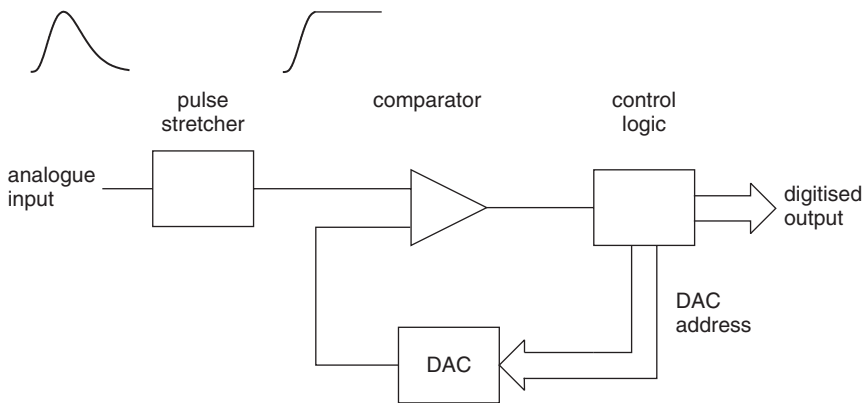 pulse
stretcher
comparator
control
logic
analogue
input
digitised
output
DAC
address
DAC